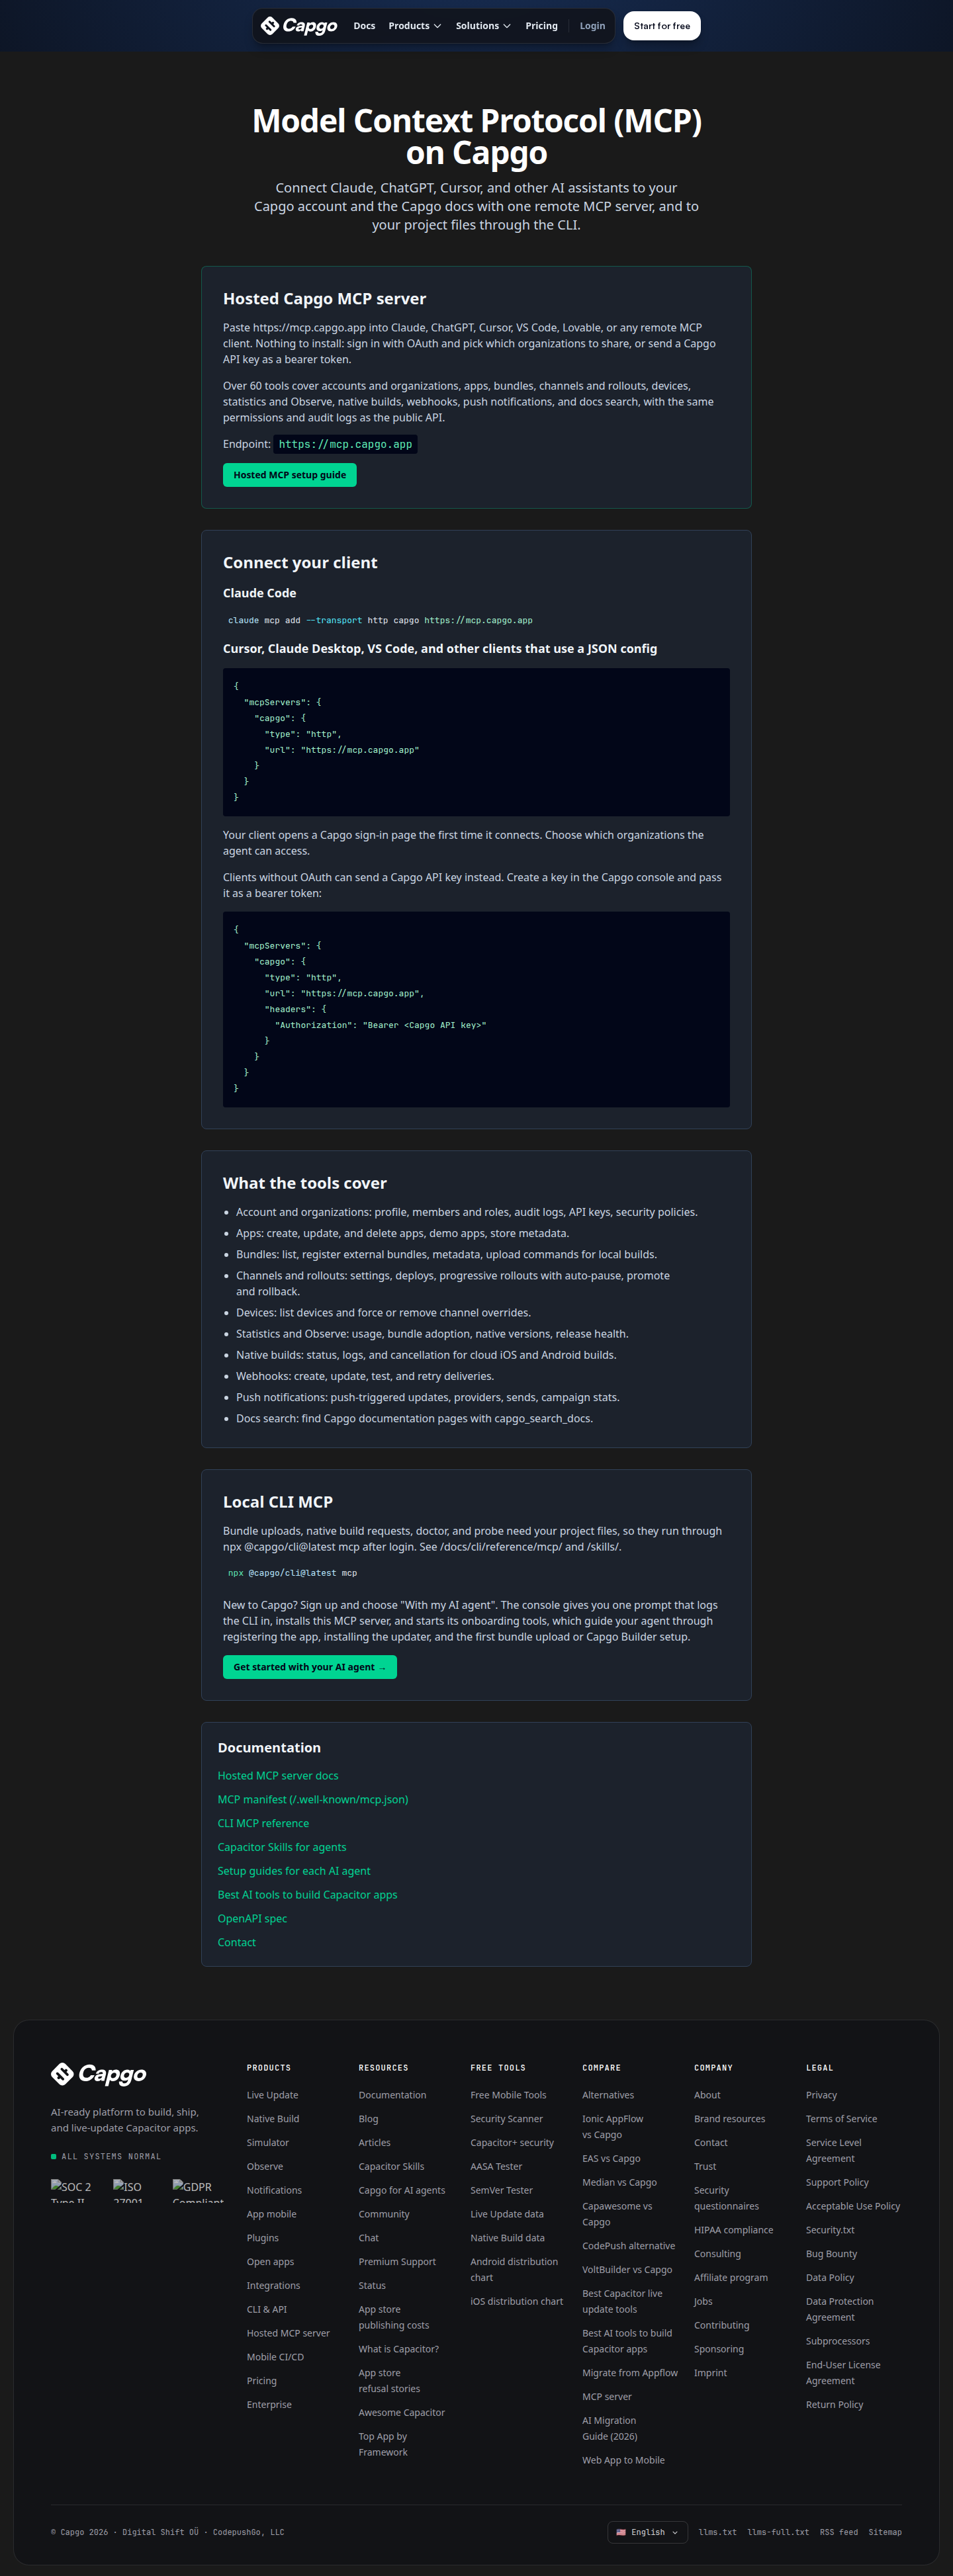 Capgo
Docs
Products
Solutions
Pricing
Login
Start for free
Model Context Protocol (MCP)
on Capgo
Connect Claude, ChatGPT, Cursor, and other AI assistants to your
Capgo account and the Capgo docs with one remote MCP server, and to
your project files through the CLI.
Hosted Capgo MCP server
Paste https://mcp.capgo.app into Claude, ChatGPT, Cursor, VS Code, Lovable, or any remote MCP
client. Nothing to install: sign in with OAuth and pick which organizations to share, or send a Capgo
API key as a bearer token.
Over 60 tools cover accounts and organizations, apps, bundles, channels and rollouts, devices,
statistics and Observe, native builds, webhooks, push notifications, and docs search, with the same
permissions and audit logs as the public API.
Endpoint: https://mcp.capgo.app
Hosted MCP setup guide
Connect your client
Claude Code
claude mcp add --transport http capgo https://mcp.capgo.app
Cursor, Claude Desktop, VS Code, and other clients that use a JSON config
{
"mcpServers": {
"capgo": {
"type": "http",
"url": "https://mcp.capgo.app"
}
}
}
Your client opens a Capgo sign-in page the first time it connects. Choose which organizations the
agent can access.
Clients without OAuth can send a Capgo API key instead. Create a key in the Capgo console and pass
it as a bearer token:
{
"mcpServers": {
"capgo": {
"type": "http",
"url": "https://mcp.capgo.app",
"headers": {
"Authorization": "Bearer <Capgo API key>"
}
}
}
}
What the tools cover
• Account and organizations: profile, members and roles, audit logs, API keys, security policies.
• Apps: create, update, and delete apps, demo apps, store metadata.
• Bundles: list, register external bundles, metadata, upload commands for local builds.
• Channels and rollouts: settings, deploys, progressive rollouts with auto-pause, promote
and rollback.
• Devices: list devices and force or remove channel overrides.
• Statistics and Observe: usage, bundle adoption, native versions, release health.
• Native builds: status, logs, and cancellation for cloud iOS and Android builds.
• Webhooks: create, update, test, and retry deliveries.
• Push notifications: push-triggered updates, providers, sends, campaign stats.
• Docs search: find Capgo documentation pages with capgo_search_docs.
Local CLI MCP
Bundle uploads, native build requests, doctor, and probe need your project files, so they run through
npx @capgo/cli@latest mcp after login. See /docs/cli/reference/mcp/ and /skills/.
npx @capgo/cli@latest mcp
New to Capgo? Sign up and choose "With my AI agent". The console gives you one prompt that logs
the CLI in, installs this MCP server, and starts its onboarding tools, which guide your agent through
registering the app, installing the updater, and the first bundle upload or Capgo Builder setup.
Get started with your AI agent →
Documentation
Hosted MCP server docs
MCP manifest (/.well-known/mcp.json)
CLI MCP reference
Capacitor Skills for agents
Setup guides for each AI agent
Best AI tools to build Capacitor apps
OpenAPI spec
Contact
Capgo
AI-ready platform to build, ship,
and live-update Capacitor apps.
ALL SYSTEMS NORMAL
SOC 2
Type II
ISO
27001
GDPR
Compliant
PRODUCTS
Live Update
Native Build
Simulator
Observe
Notifications
App mobile
Plugins
Open apps
Integrations
CLI & API
Hosted MCP server
Mobile CI/CD
Pricing
Enterprise
RESOURCES
Documentation
Blog
Articles
Capacitor Skills
Capgo for AI agents
Community
Chat
Premium Support
Status
App store
publishing costs
What is Capacitor?
App store
refusal stories
Awesome Capacitor
Top App by
Framework
FREE TOOLS
Free Mobile Tools
Security Scanner
Capacitor+ security
AASA Tester
SemVer Tester
Live Update data
Native Build data
Android distribution
chart
iOS distribution chart
COMPARE
Alternatives
Ionic AppFlow
vs Capgo
EAS vs Capgo
Median vs Capgo
Capawesome vs
Capgo
CodePush alternative
VoltBuilder vs Capgo
Best Capacitor live
update tools
Best AI tools to build
Capacitor apps
Migrate from Appflow
MCP server
AI Migration
Guide (2026)
Web App to Mobile
COMPANY
About
Brand resources
Contact
Trust
Security
questionnaires
HIPAA compliance
Consulting
Affiliate program
Jobs
Contributing
Sponsoring
Imprint
LEGAL
Privacy
Terms of Service
Service Level
Agreement
Support Policy
Acceptable Use Policy
Security.txt
Bug Bounty
Data Policy
Data Protection
Agreement
Subprocessors
End-User License
Agreement
Return Policy
© Capgo 2026 · Digital Shift OÜ · CodepushGo, LLC
English
llms.txt
llms-full.txt
RSS feed
Sitemap